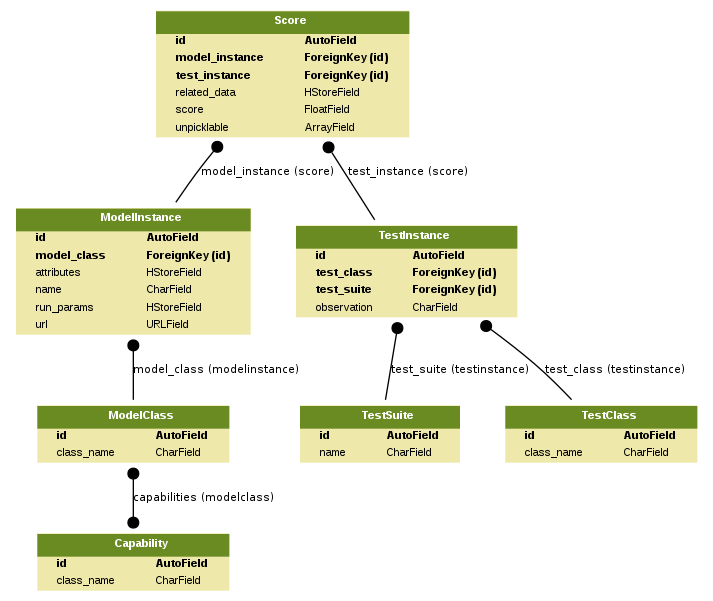 Score
id AutoField
model_instance ForeignKey (id)
test_instance ForeignKey (id)
related_data HStoreField
score FloatField
unpicklable ArrayField
model_instance (score) test_instance (score)
ModelInstance
id AutoField
model_class ForeignKey (id)
attributes HStoreField
name CharField
run_params HStoreField
url URLField
TestInstance
id AutoField
test_class ForeignKey (id)
test_suite ForeignKey (id)
observation CharField
model_class (modelinstance)
test_suite (testinstance) test_class (testinstance)
ModelClass
id AutoField
class_name CharField
TestSuite
id AutoField
name CharField
TestClass
id AutoField
class_name CharField
capabilities (modelclass)
Capability
id AutoField
class_name CharField